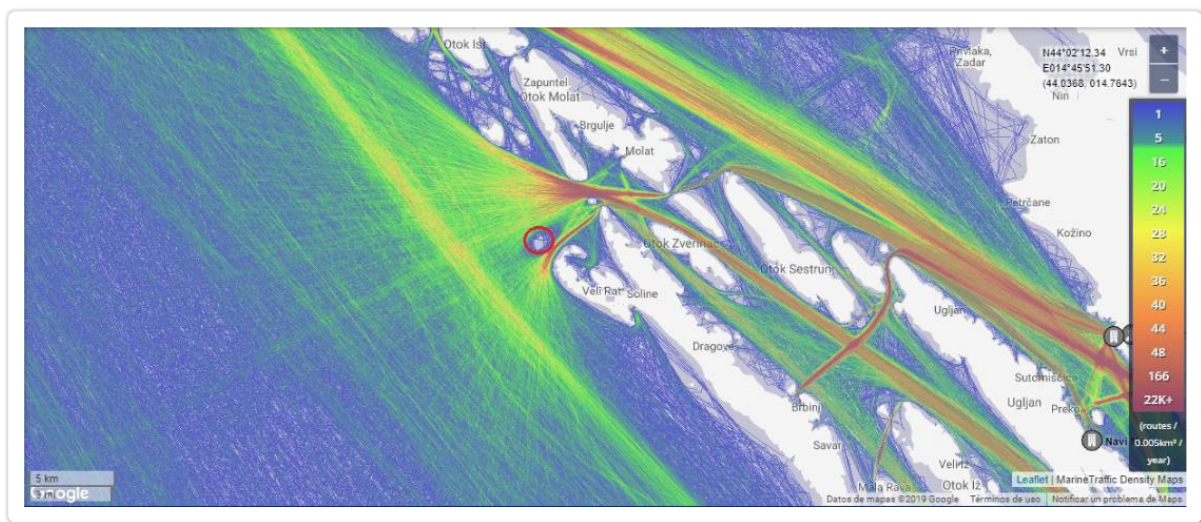 Otok Ist
Zapuntel
Otok Molat
Brgulje
Molat
Privlaka,
Zadar
N44°02'12.34
Vrsi
E014°45'51.30
(44.0368, 014.7643)
Nin
+
−
Zaton
Petrčane
Kožino
Otok Zverinac
Otok Sestrunj
Veli Rat
Soline
Ugljan
Dragove
Sutomišćica
Ugljan
Preko
Brbinj
Savar
Veli Iž
Otok Iž
Mala Rava
Navi
1
5
16
20
24
28
32
36
40
44
48
166
22K+
(routes /
0.005km² /
year)
5 km
Google
Leaflet | MarineTraffic Density Maps
Datos de mapas ©2019 Google
Términos de uso
Notificar un problema de Maps